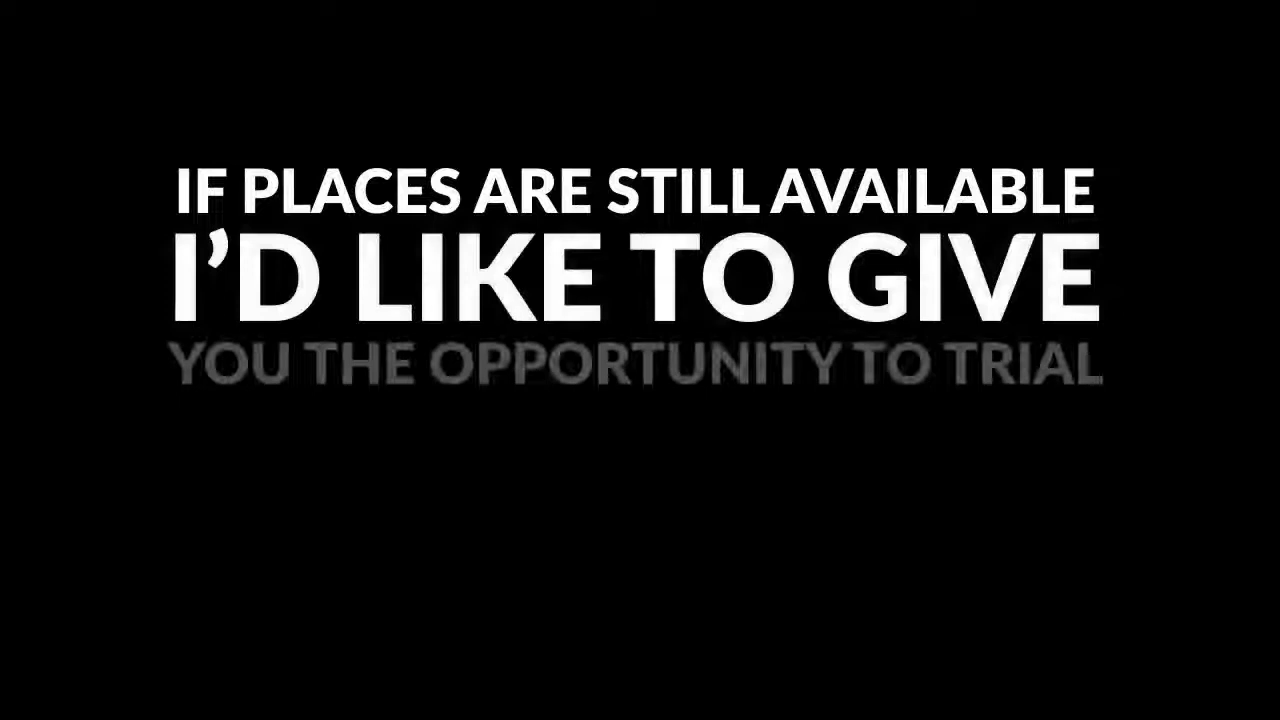 IF PLACES ARE STILL AVAILABLE
I’D LIKE TO GIVE
YOU THE OPPORTUNITY TO TRIAL